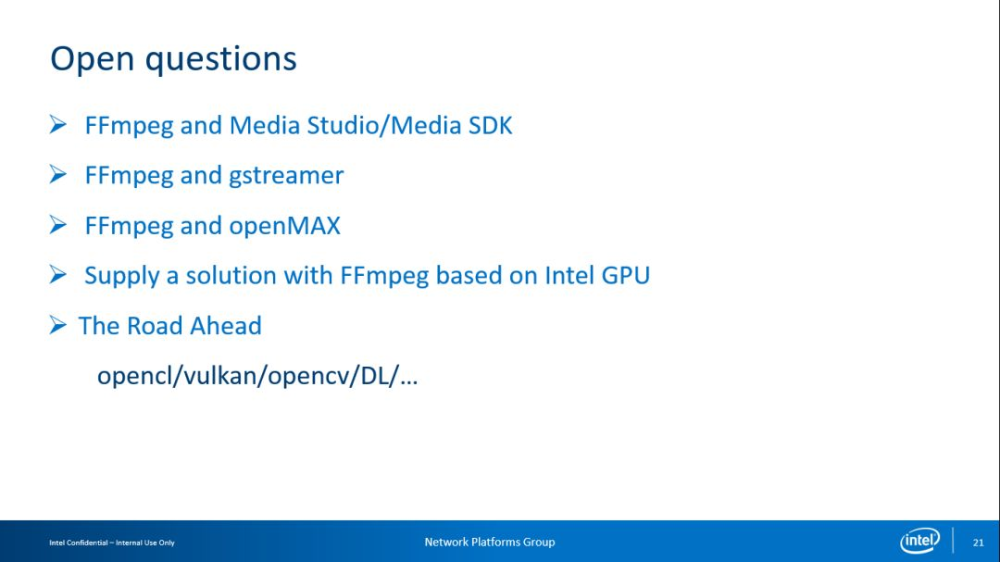 Open questions
FFmpeg and Media Studio/Media SDK
FFmpeg and gstreamer
FFmpeg and openMAX
Supply a solution with FFmpeg based on Intel GPU
The Road Ahead
opencl/vulkan/opencv/DL/...
Intel Confidential – Internal Use Only
Network Platforms Group
intel
21